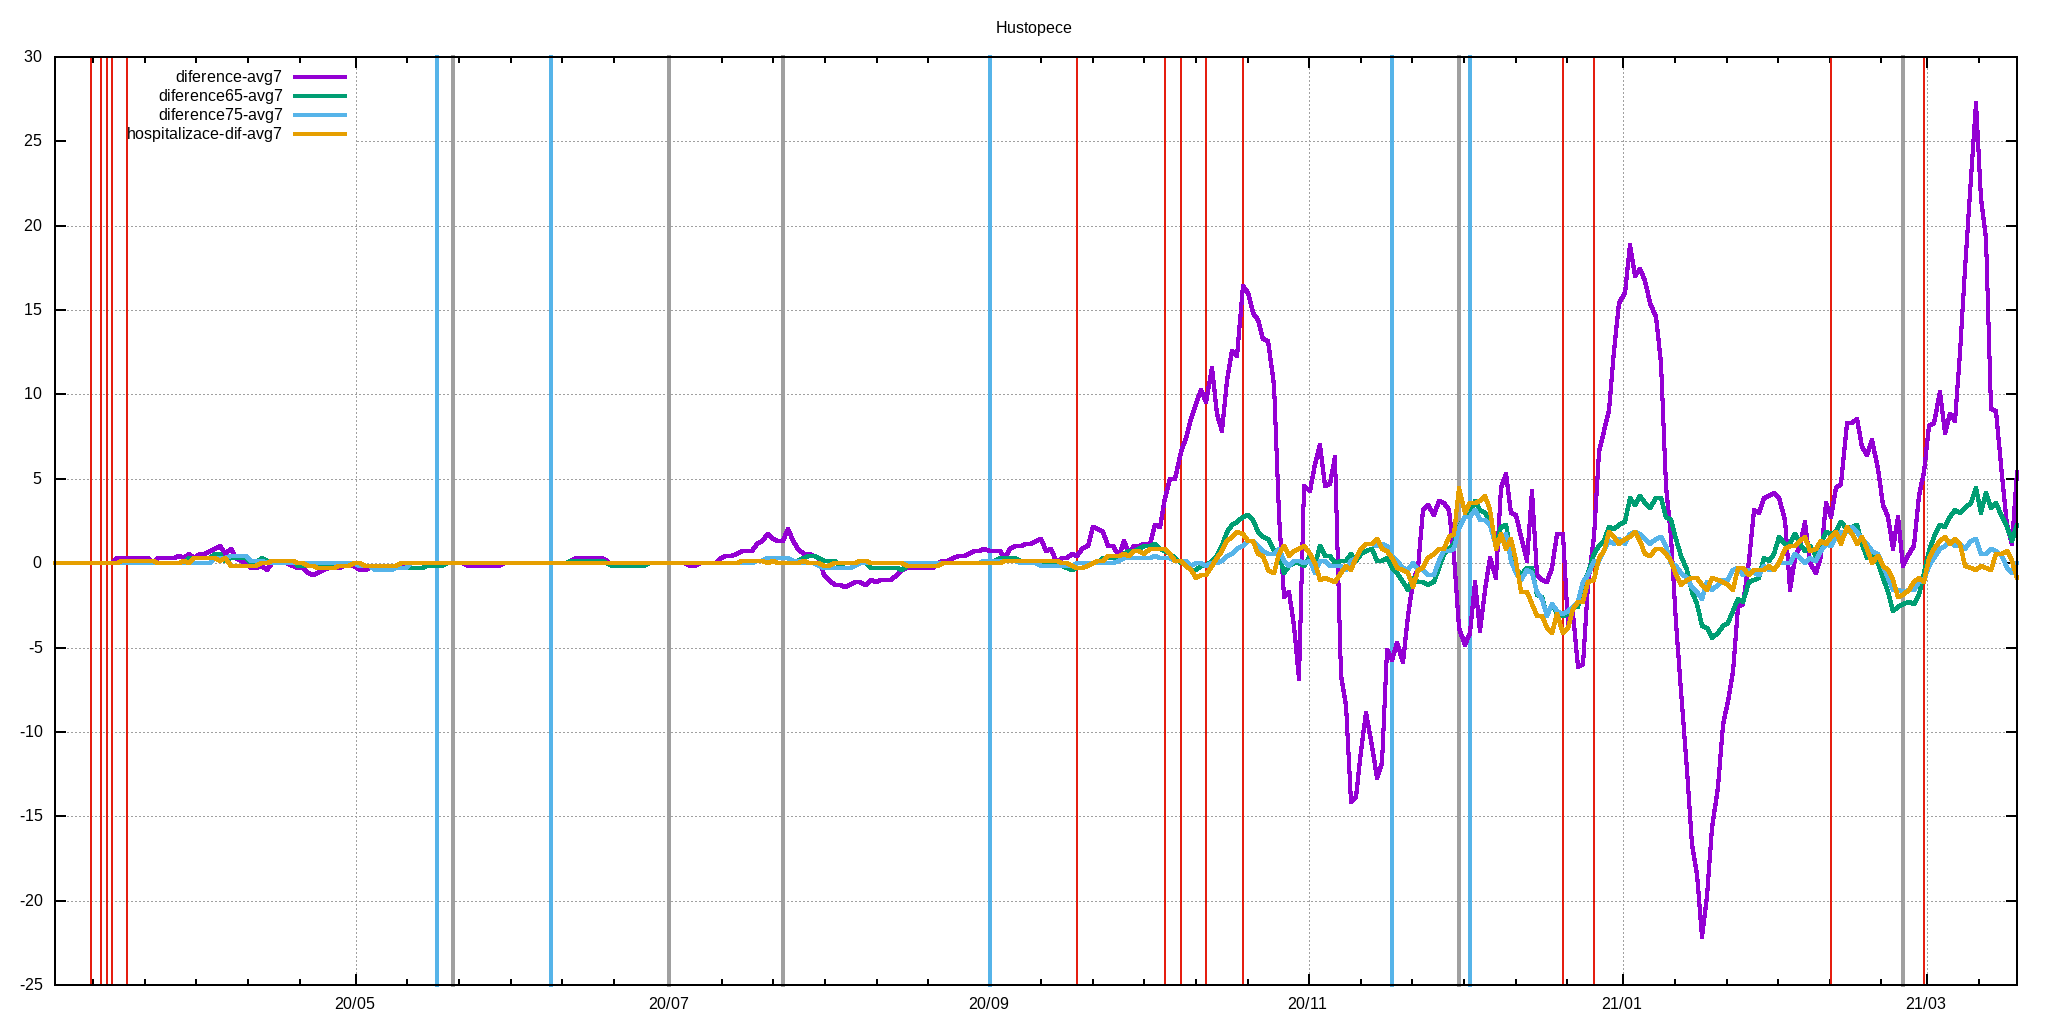 Hustopece
30
25
20
15
10
5
0
-5
-10
-15
-20
-25
diference-avg7
diference65-avg7
diference75-avg7
hospitalizace-dif-avg7
20/05 20/07 20/09 20/11 21/01 21/03